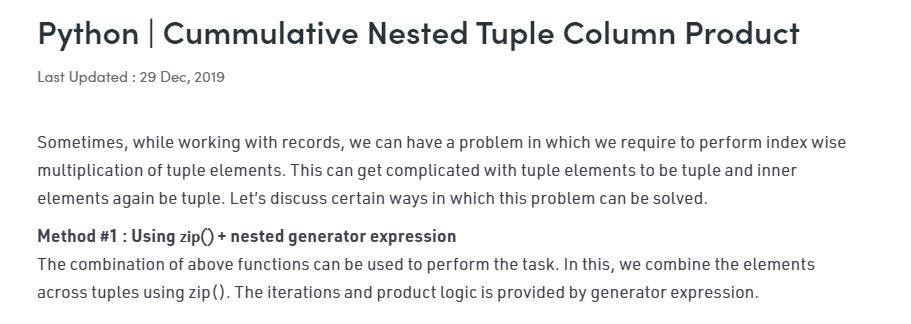 Python | Cummulative Nested Tuple Column Product
Last Updated : 29 Dec, 2019
Sometimes, while working with records, we can have a problem in which we require to perform index wise
multiplication of tuple elements. This can get complicated with tuple elements to be tuple and inner
elements again be tuple. Let’s discuss certain ways in which this problem can be solved.
Method #1 : Using zip() + nested generator expression
The combination of above functions can be used to perform the task. In this, we combine the elements
across tuples using zip(). The iterations and product logic is provided by generator expression.